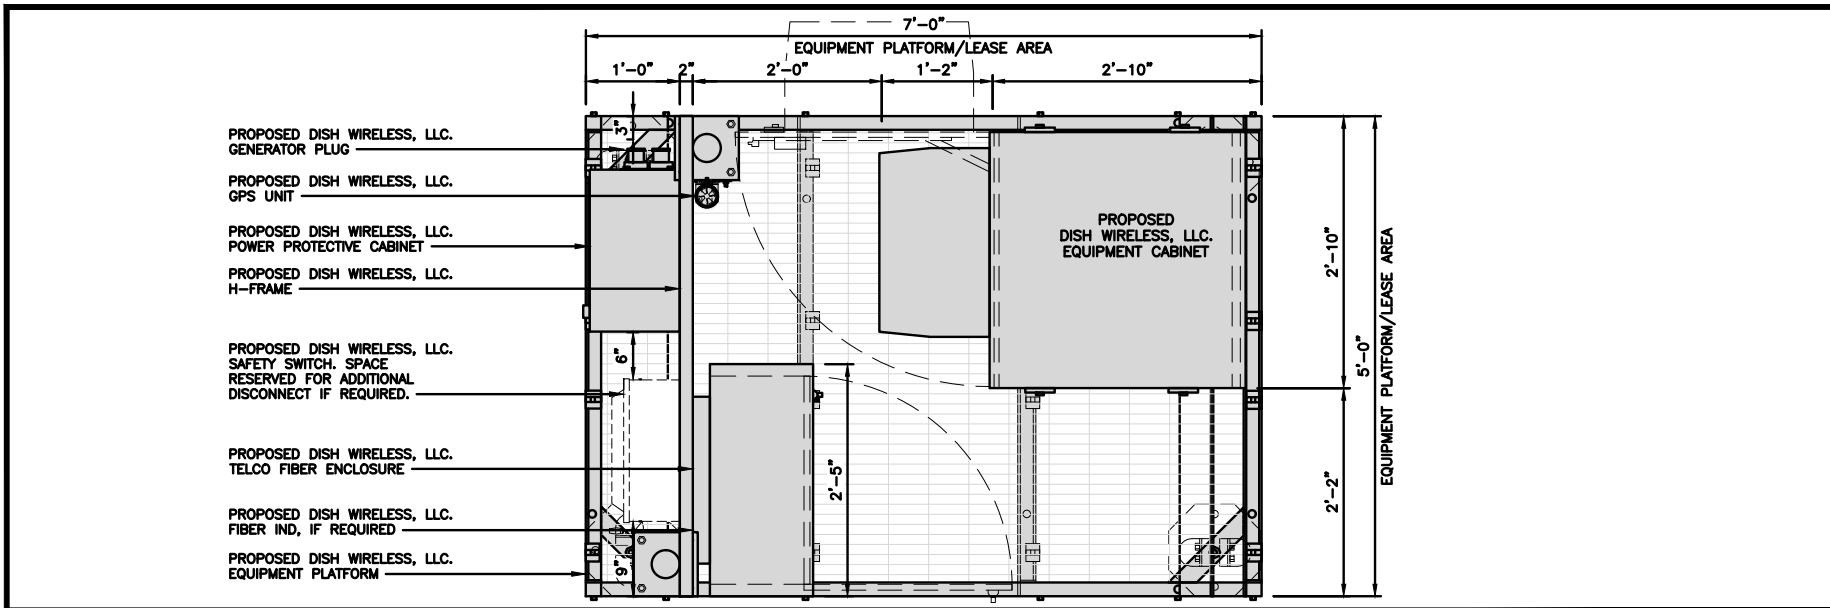 7'-0"
EQUIPMENT PLATFORM/LEASE AREA
1'-0"
2"
2'-0"
1'-2"
2'-10"
3"
PROPOSED DISH WIRELESS, LLC.
GENERATOR PLUG
PROPOSED DISH WIRELESS, LLC.
GPS UNIT
PROPOSED DISH WIRELESS, LLC.
POWER PROTECTIVE CABINET
PROPOSED DISH WIRELESS, LLC.
H-FRAME
PROPOSED DISH WIRELESS, LLC.
SAFETY SWITCH. SPACE
RESERVED FOR ADDITIONAL
DISCONNECT IF REQUIRED.
PROPOSED DISH WIRELESS, LLC.
TELCO FIBER ENCLOSURE
PROPOSED DISH WIRELESS, LLC.
FIBER IND, IF REQUIRED
PROPOSED DISH WIRELESS, LLC.
EQUIPMENT PLATFORM
6"
9"
2'-5"
PROPOSED
DISH WIRELESS, LLC.
EQUIPMENT CABINET
2'-10"
2'-2"
5'-0"
EQUIPMENT PLATFORM/LEASE AREA